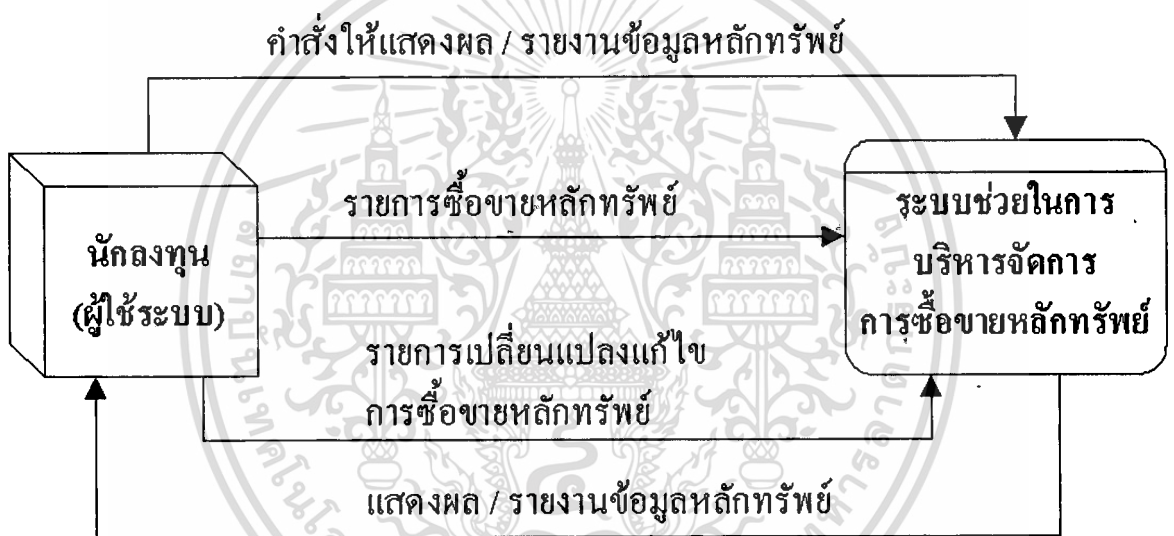 คำสั่งให้แสดงผล / รายงานข้อมูลหลักทรัพย์
รายการซื้อขายหลักทรัพย์
นักลงทุน
(ผู้ใช้ระบบ)
ระบบช่วยในการ
บริหารจัดการ
การซื้อขายหลักทรัพย์
รายการเปลี่ยนแปลงแก้ไข
การซื้อขายหลักทรัพย์
แสดงผล / รายงานข้อมูลหลักทรัพย์